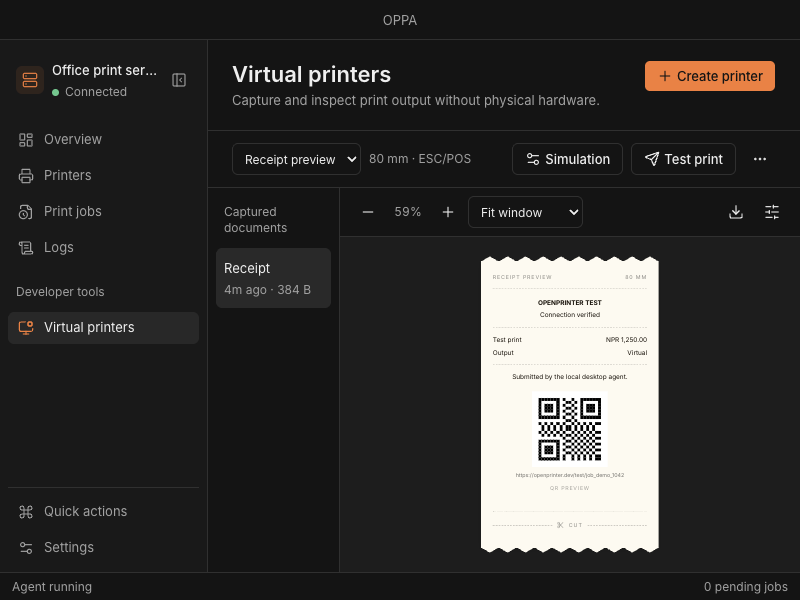 OPPA
Office print ser...
Connected
Overview
Printers
Print jobs
Logs
Developer tools
Virtual printers
Quick actions
Settings
Virtual printers
Capture and inspect print output without physical hardware.
Create printer
Receipt preview
80 mm · ESC/POS
Simulation
Test print
Captured
documents
Receipt
4m ago · 384 B
59%
Fit window
RECEIPT PREVIEW 80 MM
OPENPRINTER TEST
Connection verified
Test print NPR 1,250.00
Output Virtual
Submitted by the local desktop agent.
https://openprinter.dev/test/job_demo_1042
QR PREVIEW
CUT
Agent running
0 pending jobs